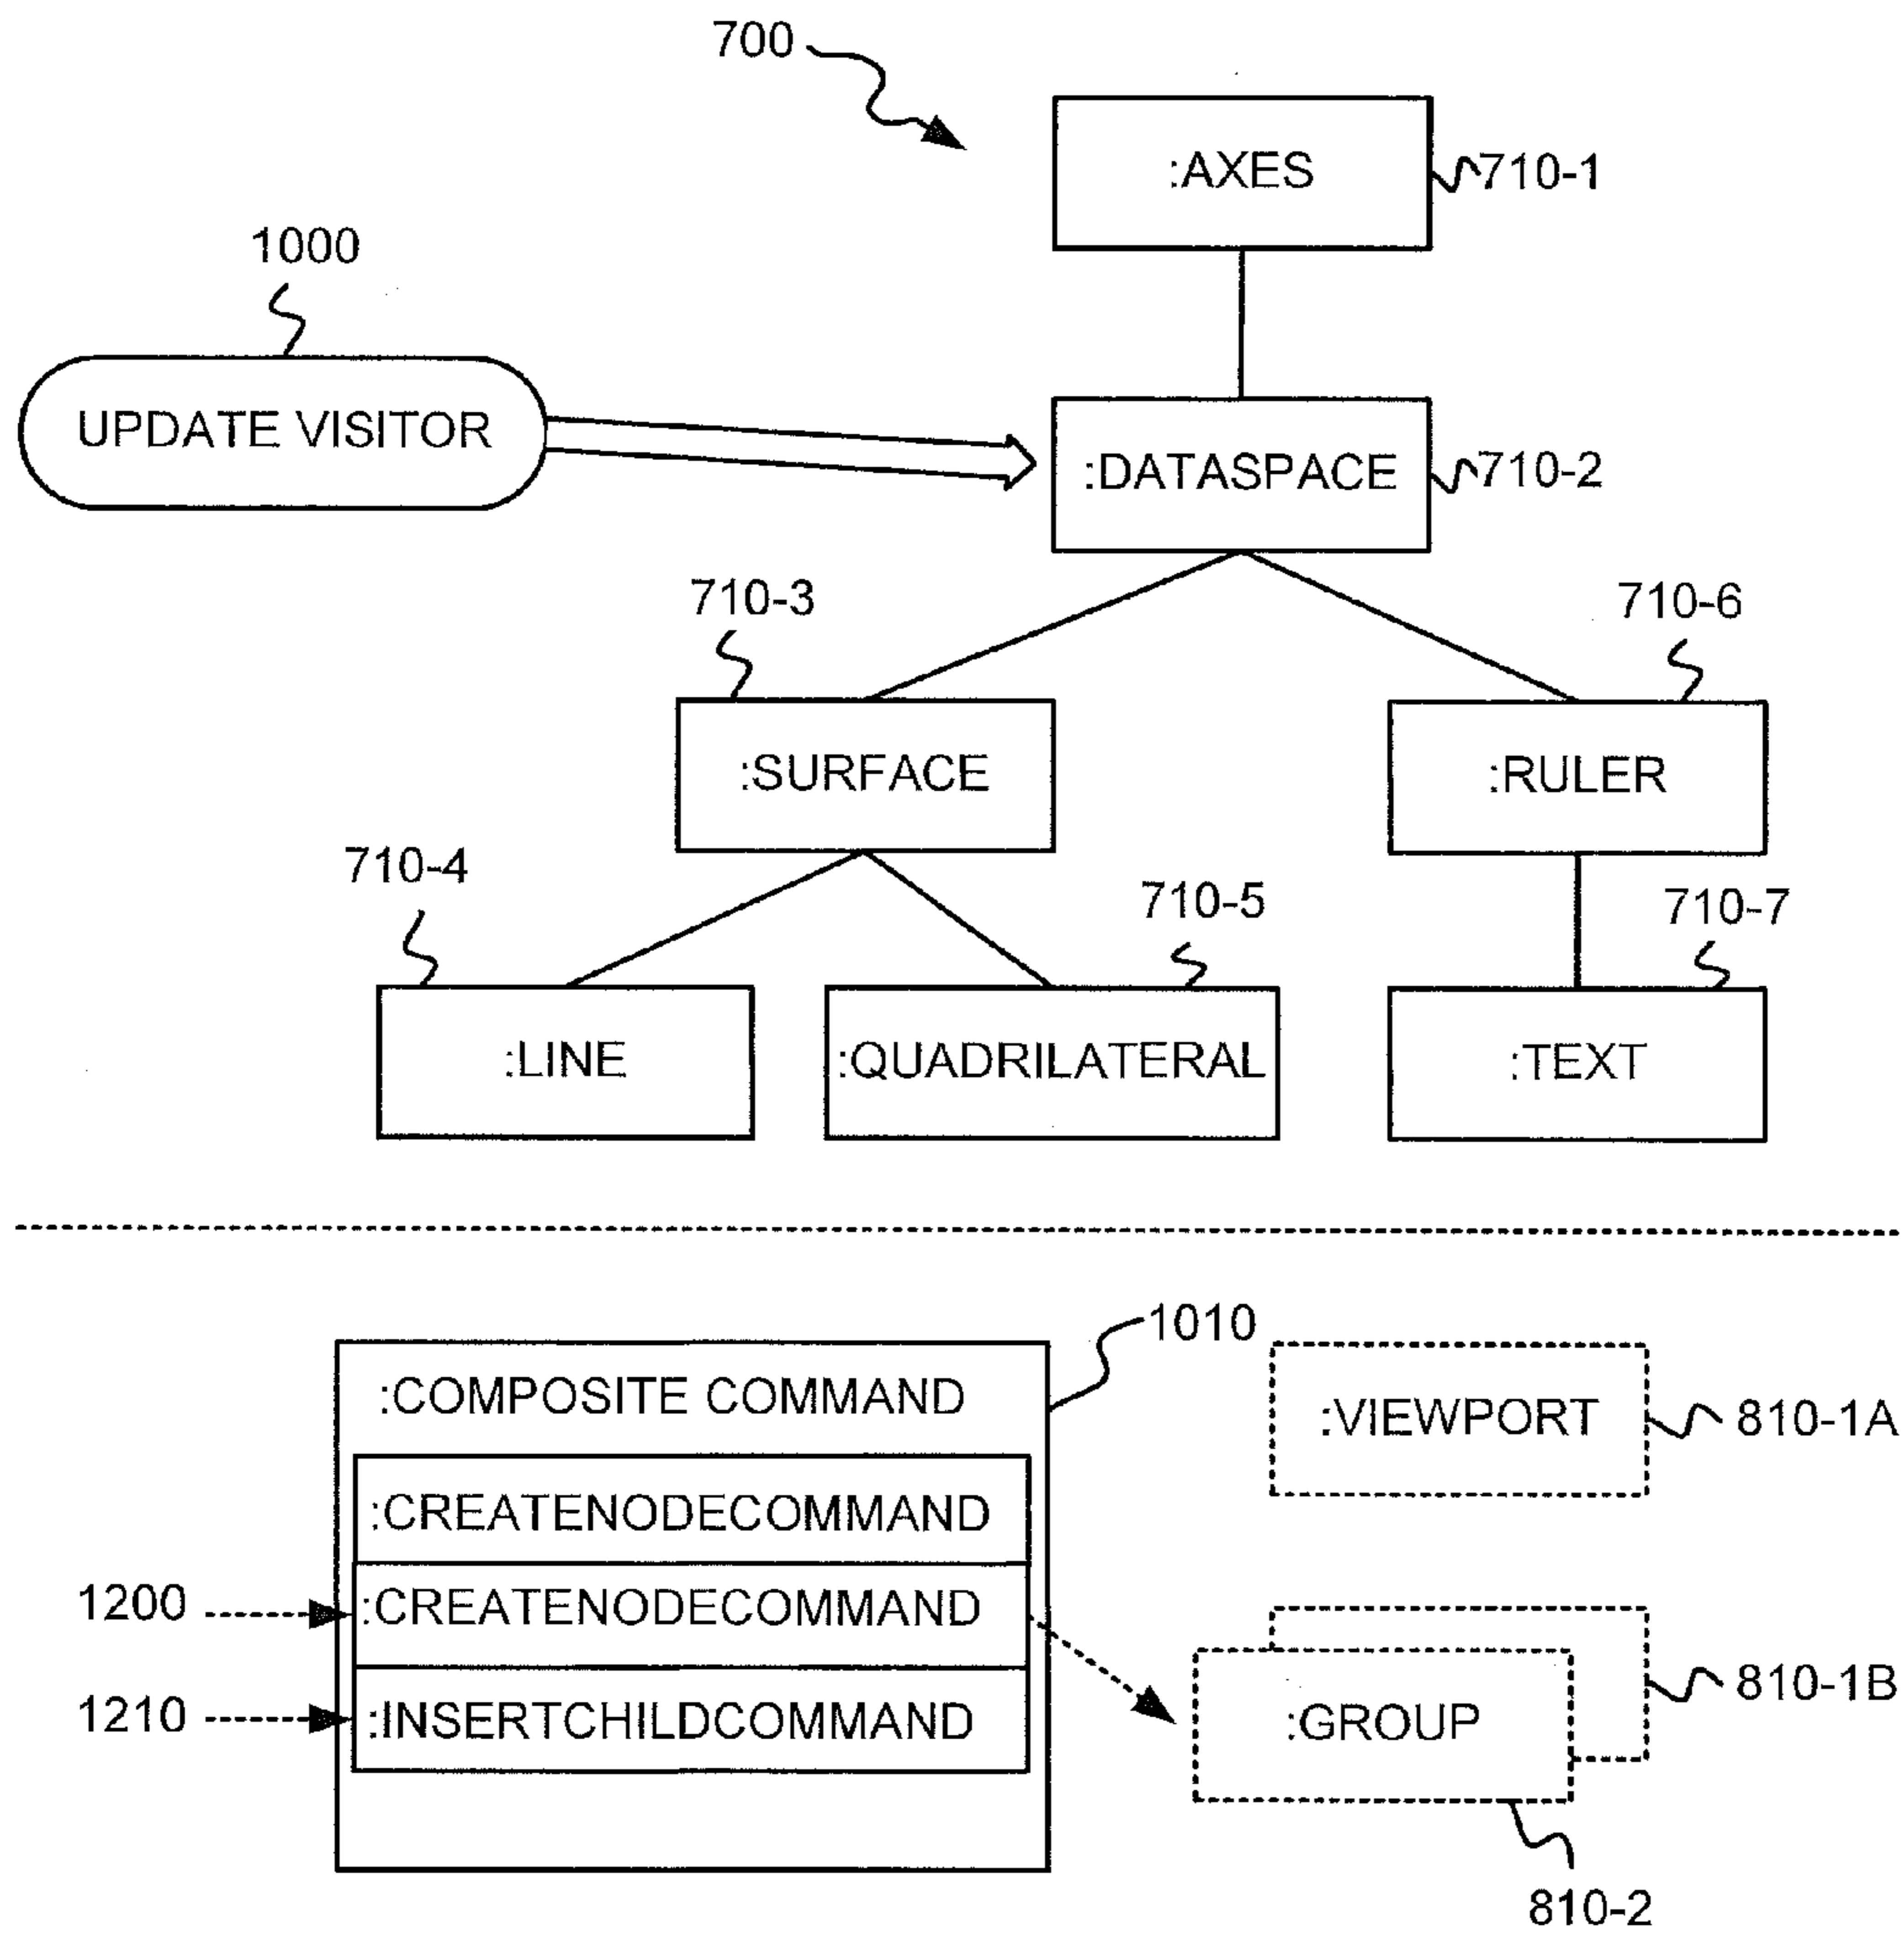 700
:AXES
710-1
1000
UPDATE VISITOR
:DATASPACE
710-2
710-3
710-6
:SURFACE
:RULER
710-4
710-5
710-7
:LINE
:QUADRILATERAL
:TEXT
1010
:COMPOSITE COMMAND
:VIEWPORT
810-1A
:CREATENODECOMMAND
1200
:CREATENODECOMMAND
810-1B
1210
:INSERTCHILDCOMMAND
:GROUP
810-2